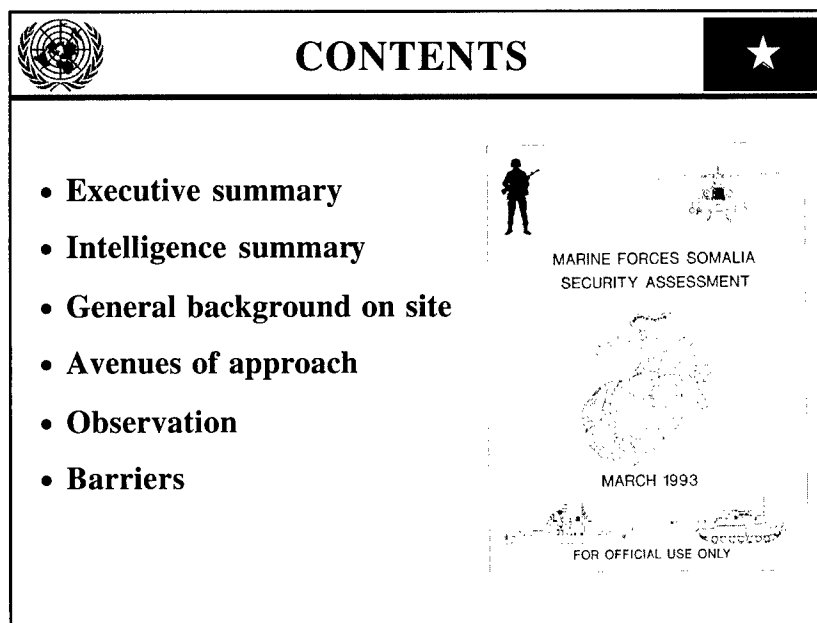 CONTENTS
• Executive summary
• Intelligence summary
• General background on site
• Avenues of approach
• Observation
• Barriers
MARINE FORCES SOMALIA
SECURITY ASSESSMENT
MARCH 1993
FOR OFFICIAL USE ONLY